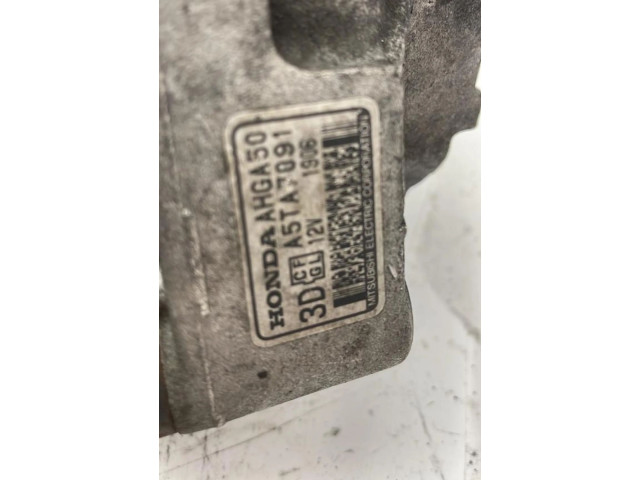 HONDA AHGA50
3D CF GL A5TA7091
12V 1906
MITSUBISHI ELECTRIC CORPORATION